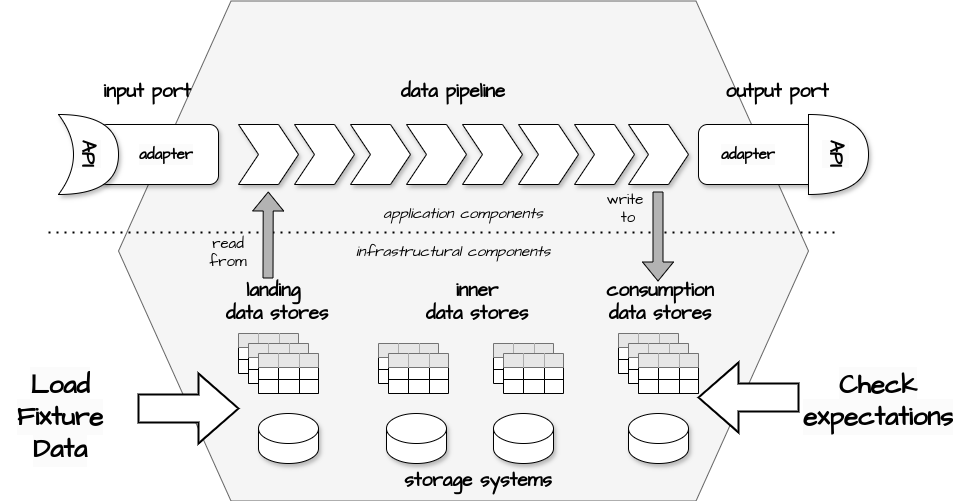 input port
data pipeline
output port
API
adapter
adapter
API
application components
write
to
read
from
infrastructural components
landing
data stores
inner
data stores
consumption
data stores
Load
Fixture
Data
Check
expectations
storage systems